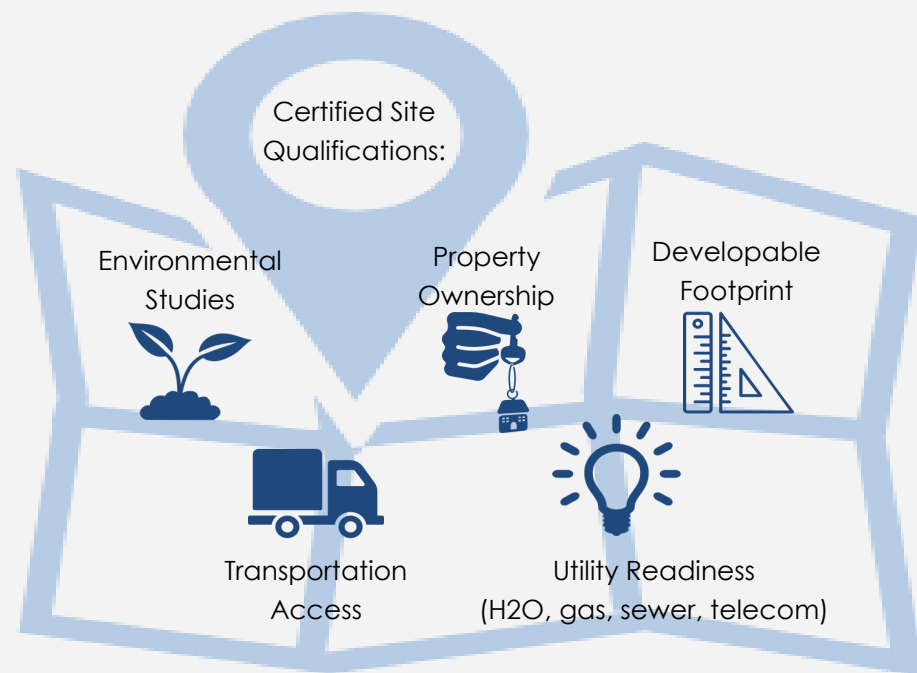 Certified Site
Qualifications:
Environmental
Studies
Property
Ownership
Developable
Footprint
Transportation
Access
Utility Readiness
(H2O, gas, sewer, telecom)